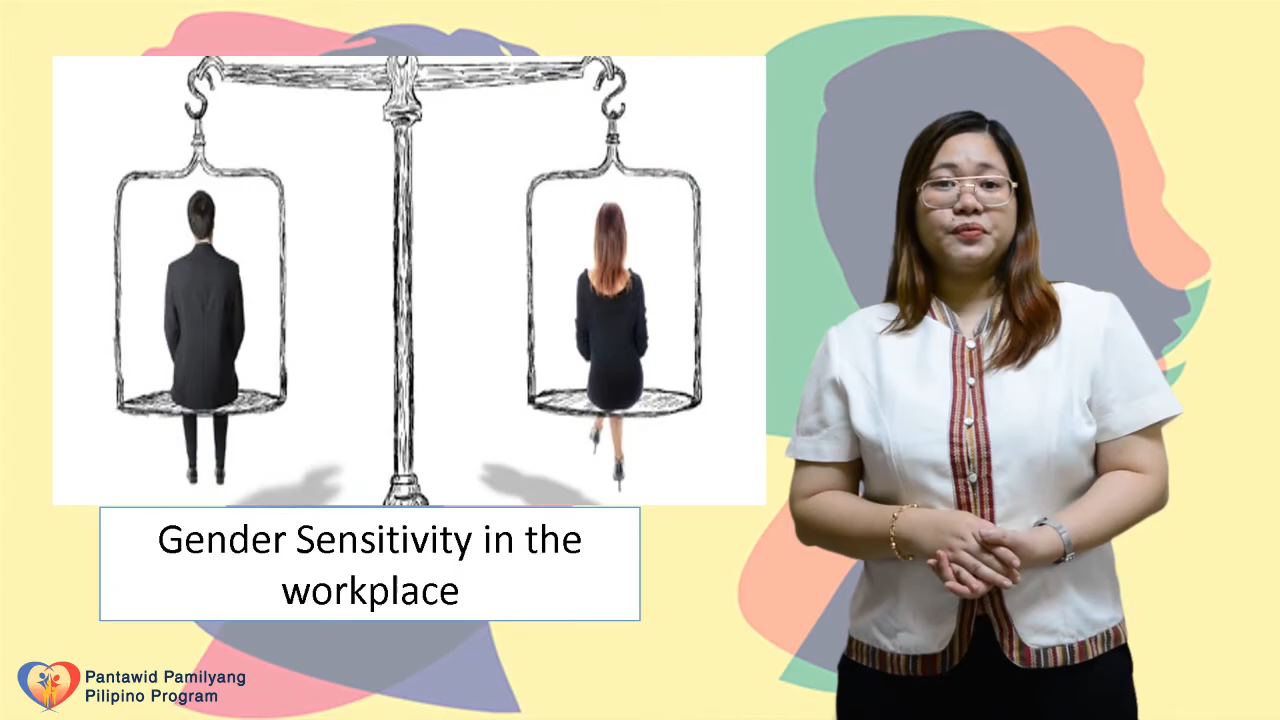 Gender Sensitivity in the
workplace
Pantawid Pamilyang
Pilipino Program